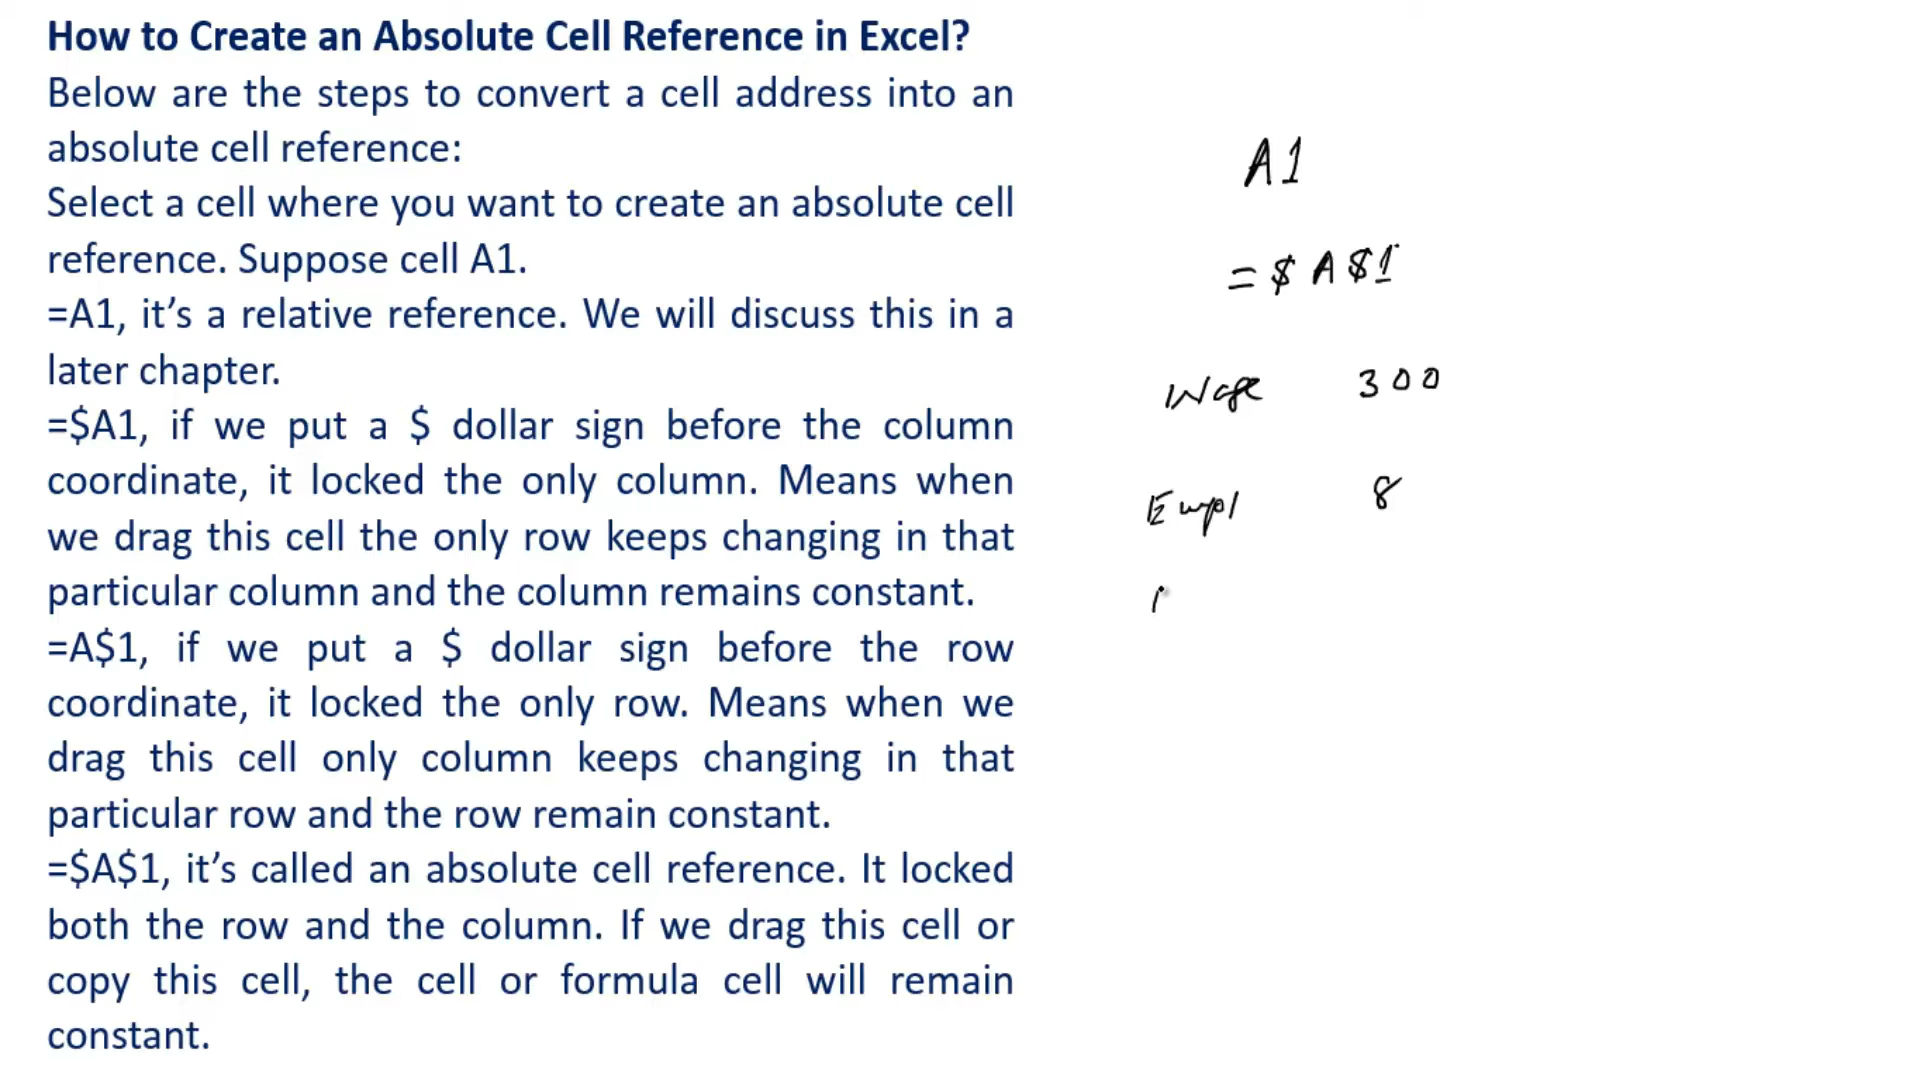 How to Create an Absolute Cell Reference in Excel?
Below are the steps to convert a cell address into an
absolute cell reference:
Select a cell where you want to create an absolute cell
reference. Suppose cell A1.
=A1, it’s a relative reference. We will discuss this in a
later chapter.
=$A1, if we put a $ dollar sign before the column
coordinate, it locked the only column. Means when
we drag this cell the only row keeps changing in that
particular column and the column remains constant.
=A$1, if we put a $ dollar sign before the row
coordinate, it locked the only row. Means when we
drag this cell only column keeps changing in that
particular row and the row remain constant.
=$A$1, it’s called an absolute cell reference. It locked
both the row and the column. If we drag this cell or
copy this cell, the cell or formula cell will remain
constant.
A1
=$A$1
Wage 300
Empl 8